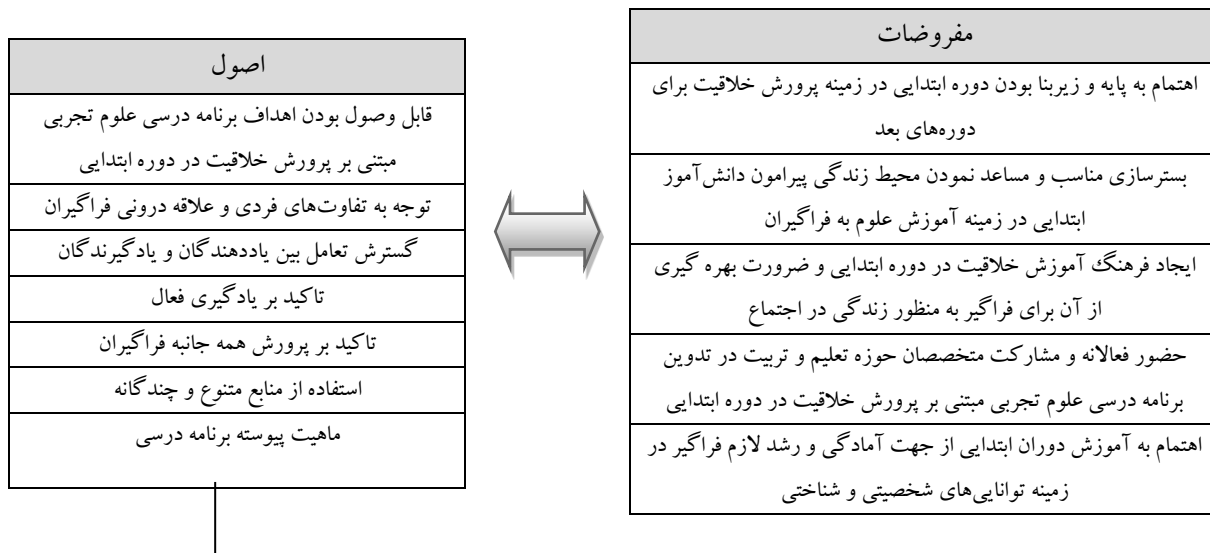 مفروضات
اهتمام به پایه و زیربنا بودن دوره ابتدایی در زمینه پرورش خلاقیت برای
دوره‌های بعد
بسترسازی مناسب و مساعد نمودن محیط زندگی پیرامون دانش‌آموز
ابتدایی در زمینه آموزش علوم به فراگیران
ایجاد فرهنگ آموزش خلاقیت در دوره ابتدایی و ضرورت بهره گیری
از آن برای فراگیر به منظور زندگی در اجتماع
حضور فعالانه و مشارکت متخصصان حوزه تعلیم و تربیت در تدوین
برنامه درسی علوم تجربی مبتنی بر پرورش خلاقیت در دوره ابتدایی
اهتمام به آموزش دوران ابتدایی از جهت آمادگی و رشد لازم فراگیر در
زمینه توانایی‌های شخصیتی و شناختی
اصول
قابل وصول بودن اهداف برنامه درسی علوم تجربی
مبتنی بر پرورش خلاقیت در دوره ابتدایی
توجه به تفاوت‌های فردی و علاقه درونی فراگیران
گسترش تعامل بین یاددهندگان و یادگیرندگان
تاکید بر یادگیری فعال
تاکید بر پرورش همه جانبه فراگیران
استفاده از منابع متنوع و چندگانه
ماهیت پیوسته برنامه درسی